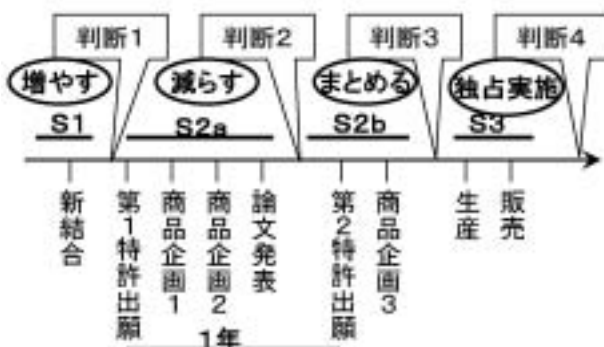 判断1 判断2 判断3 判断4
増やす 減らす まとめる 独占実施
S1 S2a S2b S3
新結合
第1特許出願
商品企画1
商品企画2
論文発表
第2特許出願
商品企画3
生産
販売
1年